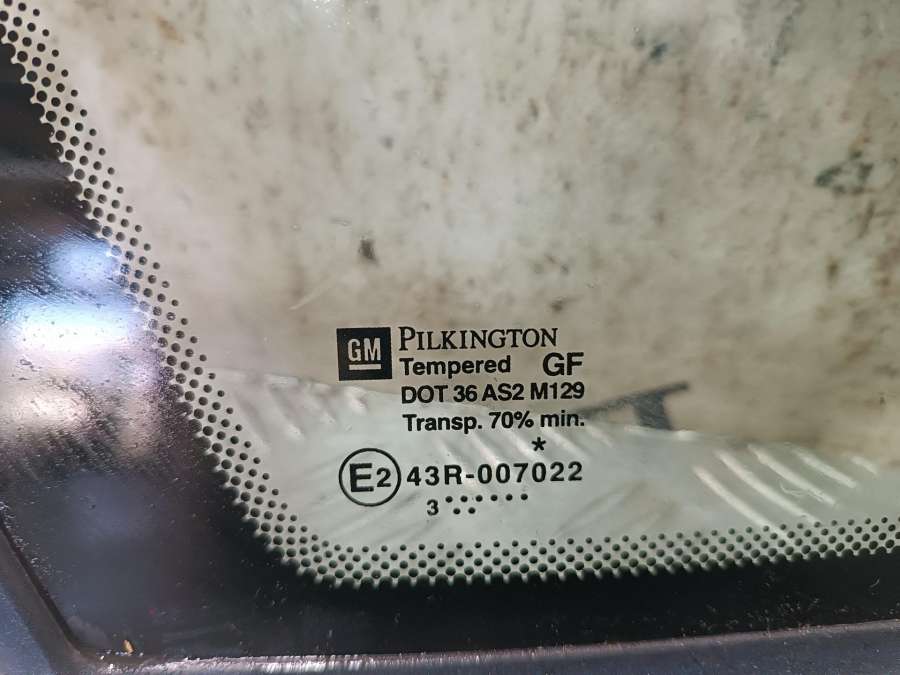 GM PILKINGTON
Tempered GF
DOT 36 AS2 M129
Transp. 70% min.
*
E2 43R-007022
3